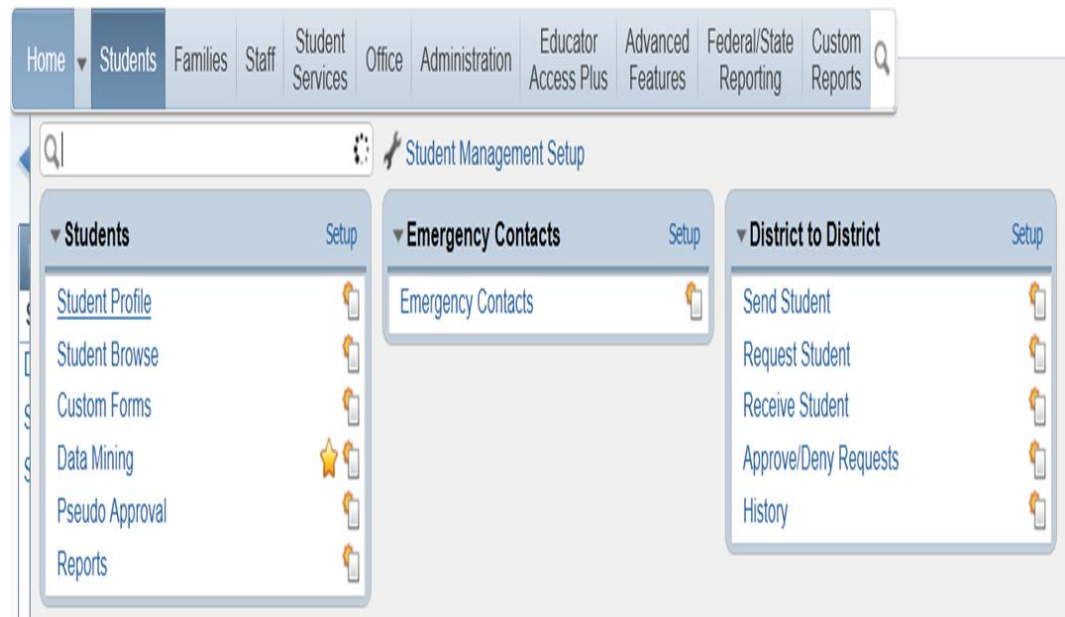 Home Students Families Staff Student Services Office Administration Educator Access Plus Advanced Features Federal/State Reporting Custom Reports
Student Management Setup
Students Setup
Student Profile
Student Browse
Custom Forms
Data Mining
Pseudo Approval
Reports
Emergency Contacts Setup
Emergency Contacts
District to District Setup
Send Student
Request Student
Receive Student
Approve/Deny Requests
History